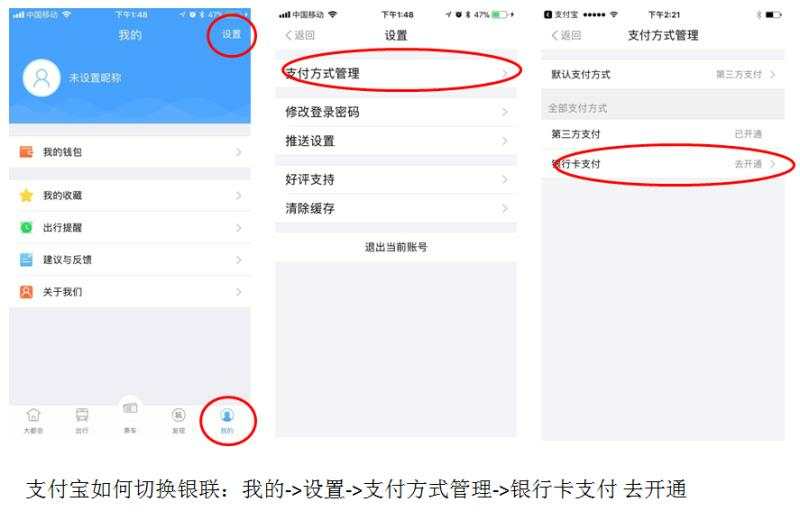 中国移动 下午1:48 47%
我的
设置
未设置昵称
我的钱包
我的收藏
出行提醒
建议与反馈
关于我们
大都会 出行 乘车 发现 我的
中国移动 下午1:48 47%
返回 设置
支付方式管理
修改登录密码
推送设置
好评支持
清除缓存
退出当前账号
支付宝 下午2:21
返回 支付方式管理
默认支付方式 第三方支付
全部支付方式
第三方支付 已开通
银行卡支付 去开通
支付宝如何切换银联：我的->设置->支付方式管理->银行卡支付 去开通